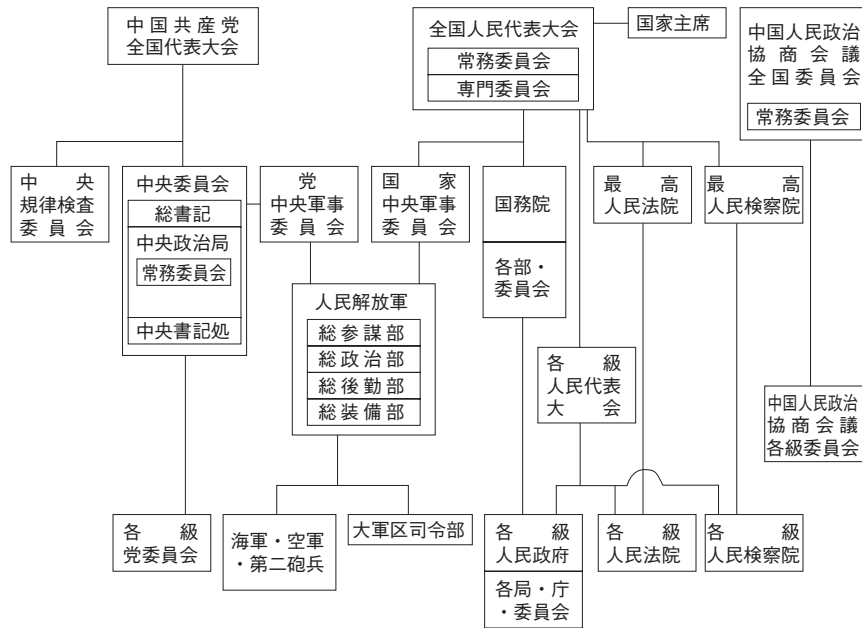 中国共産党
全国代表大会
全国人民代表大会
常務委員会
専門委員会
国家主席
中国人民政治
協商会議
全国委員会
常務委員会
中央
規律検査
委員会
中央委員会
総書記
中央政治局
常務委員会
中央書記処
党
中央軍事
委員会
国家
中央軍事
委員会
国務院
各部・
委員会
最高
人民法院
最高
人民検察院
人民解放軍
総参謀部
総政治部
総後勤部
総装備部
各級
人民代表
大会
中国人民政治
協商会議
各級委員会
各級
党委員会
海軍・空軍
・第二砲兵
大軍区司令部
各級
人民政府
各局・庁
・委員会
各級
人民法院
各級
人民検察院